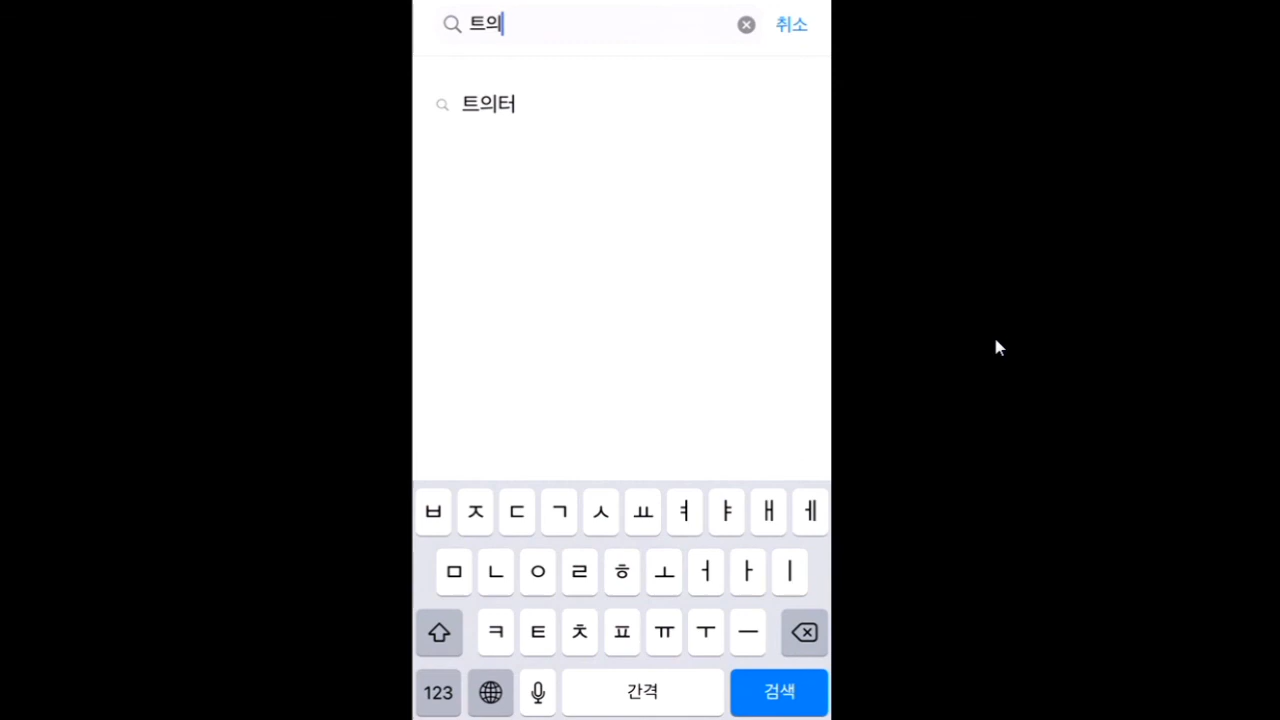 트의 취소
트의터
ㅂ ㅈ ㄷ ㄱ ㅅ ㅛ ㅕ ㅑ ㅐ ㅔ
ㅁ ㄴ ㅇ ㄹ ㅎ ㅗ ㅓ ㅏ ㅣ
ㅋ ㅌ ㅊ ㅍ ㅠ ㅜ ㅡ
123 간격 검색